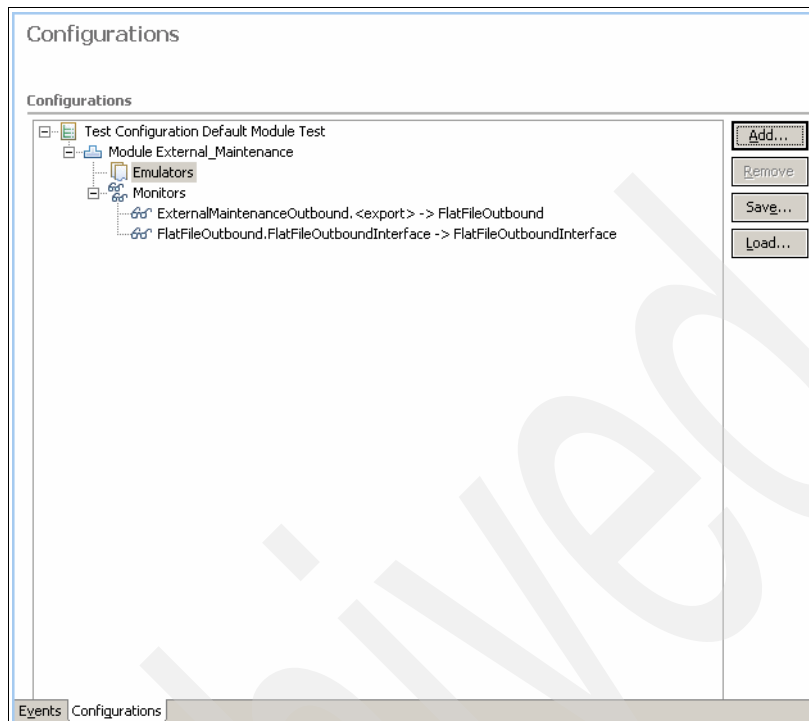 Configurations
Configurations
Test Configuration Default Module Test
Module External_Maintenance
Emulators
Monitors
ExternalMaintenanceOutbound.<export> -> FlatFileOutbound
FlatFileOutbound.FlatFileOutboundInterface -> FlatFileOutboundInterface
Add...
Remove
Save...
Load...
Events Configurations